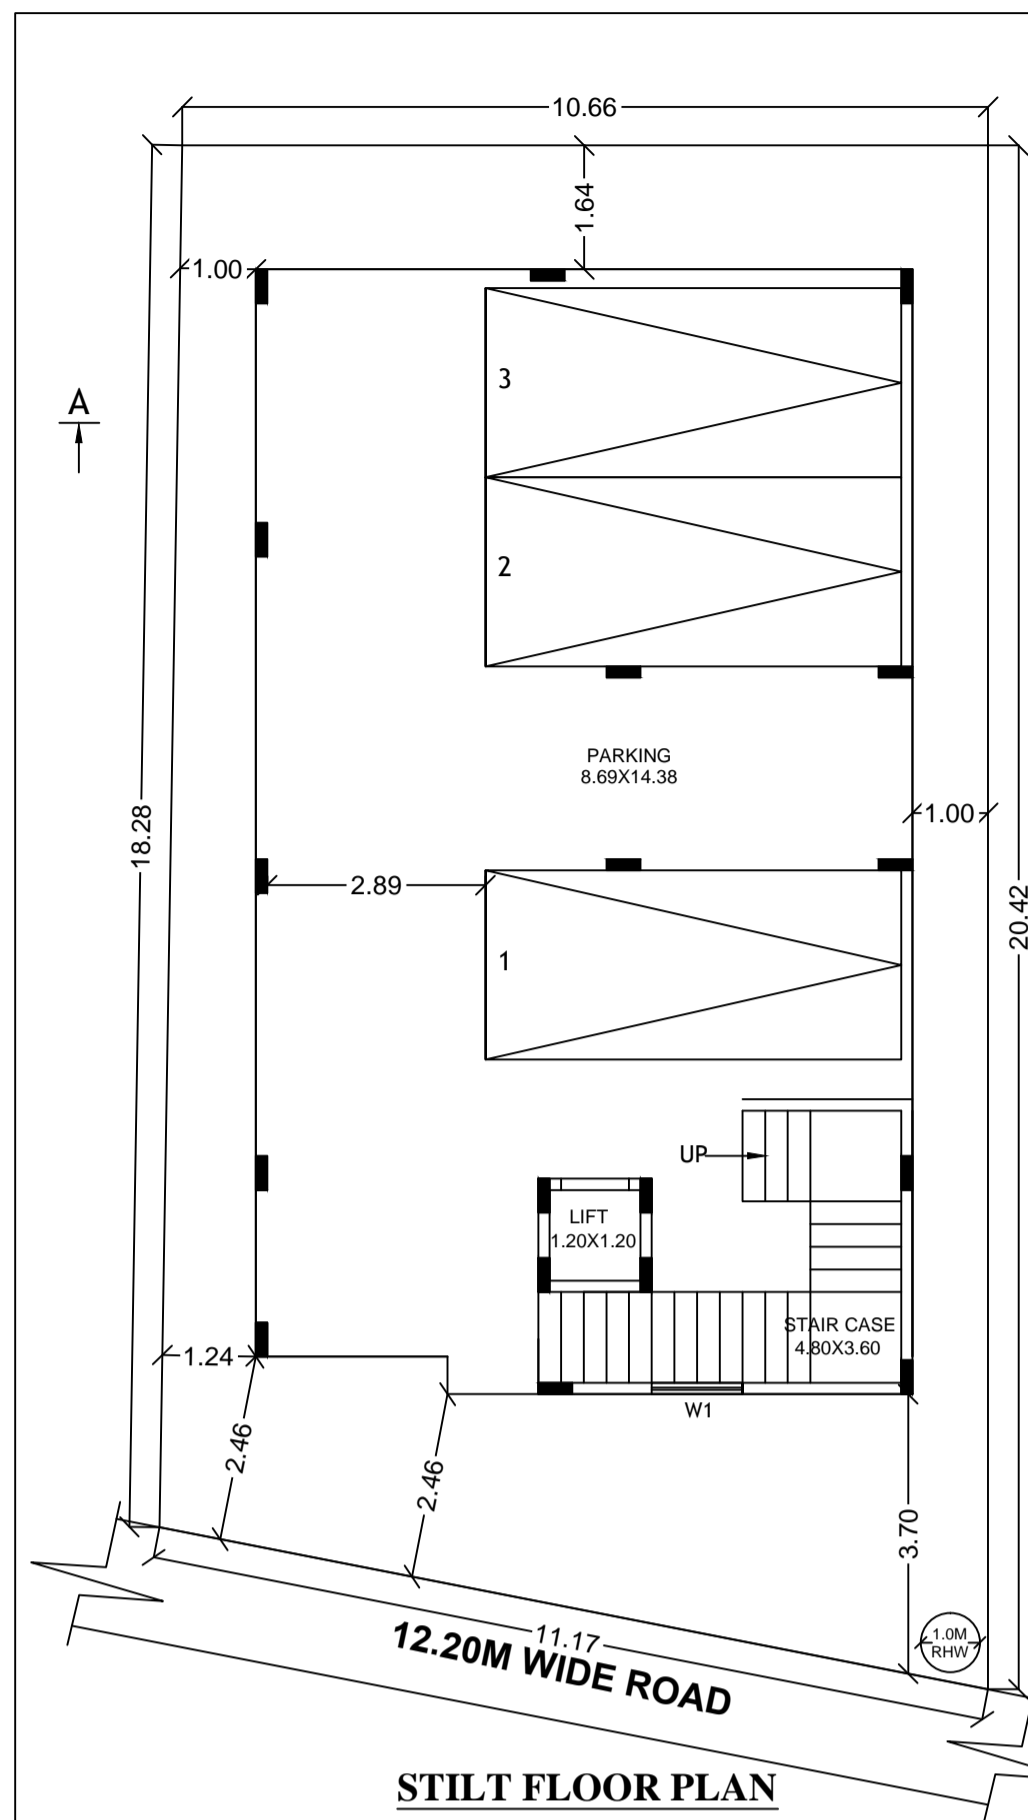 10.66
1.64
1.00
A
3
2
PARKING
8.69X14.38
18.28
1.00
2.89
20.42
1
UP
LIFT
1.20X1.20
STAIR CASE
4.80X3.60
1.24
W1
2.46
2.46
3.70
1.0M
RHW
11.17
12.20M WIDE ROAD
STILT FLOOR PLAN